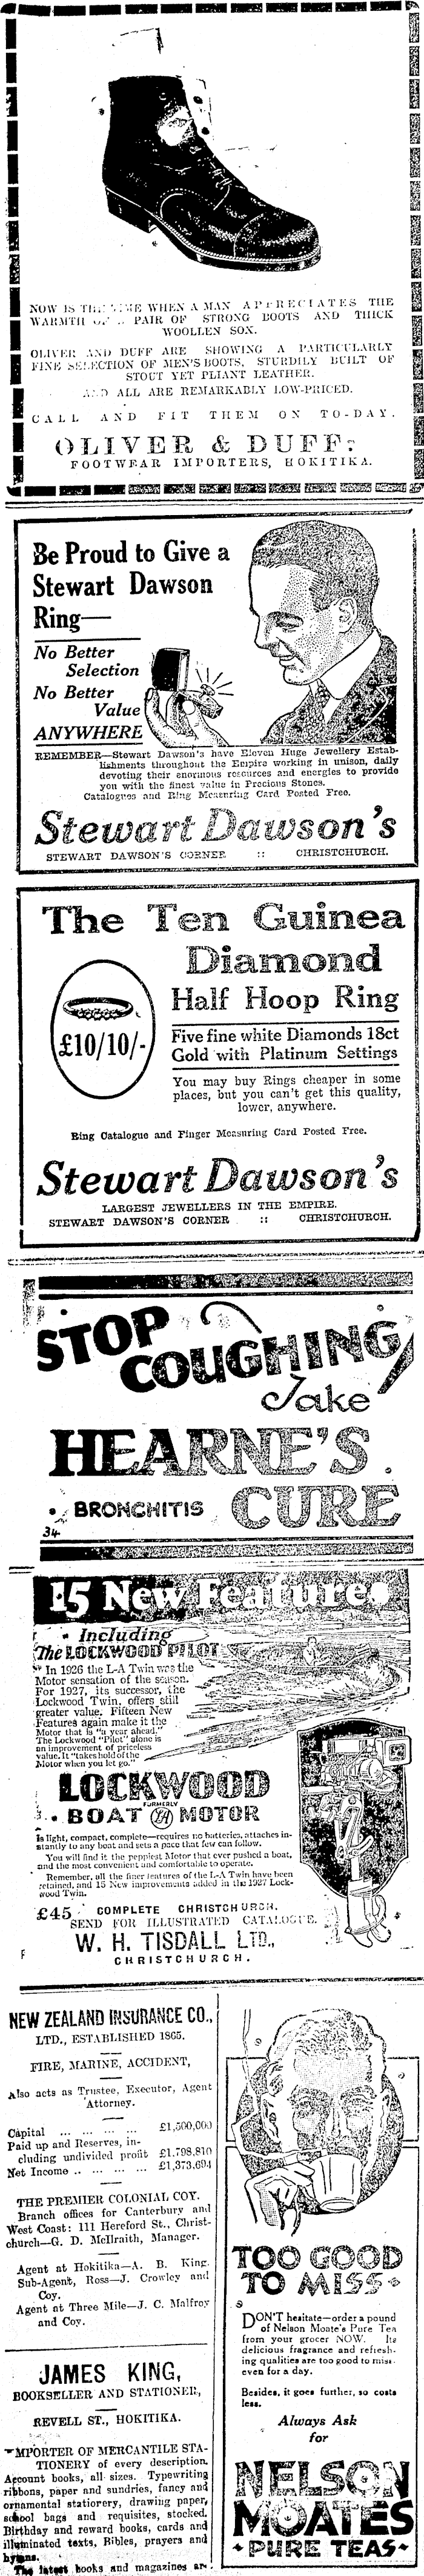 NOW IS THE TIME WHEN A MAN APPRECIATES THE
WARMTH OF A PAIR OF STRONG BOOTS AND THICK
WOOLLEN SOX.
OLIVER AND DUFF ARE SHOWING A PARTICULARLY
FINE SELECTION OF MEN'S BOOTS, STURDILY BUILT OF
STOUT YET PLIANT LEATHER.
AND ALL ARE REMARKABLY LOW-PRICED.
CALL AND FIT THEM ON TO-DAY.
OLIVER & DUFF:
FOOTWEAR IMPORTERS, HOKITIKA.
Be Proud to Give a
Stewart Dawson
Ring—
No Better
Selection
No Better
Value
ANYWHERE
REMEMBER—Stewart Dawson's have Eleven Huge Jewellery Estab-
lishments throughout the Empire working in unison, daily
devoting their enormous resources and energies to provide
you with the finest value in Precious Stones.
Catalogues and Ring Measuring Card Posted Free.
Stewart Dawson's
STEWART DAWSON'S CORNER :: CHRISTCHURCH.
The Ten Guinea
Diamond
Half Hoop Ring
£10/10/-
Five fine white Diamonds 18ct
Gold with Platinum Settings
You may buy Rings cheaper in some
places, but you can't get this quality,
lower, anywhere.
Ring Catalogue and Finger Measuring Card Posted Free.
Stewart Dawson's
LARGEST JEWELLERS IN THE EMPIRE.
STEWART DAWSON'S CORNER :: CHRISTCHURCH.
STOP
COUGHING
Take
HEARNE'S
BRONCHITIS CURE
34
15 New Features
Including
The LOCKWOOD PILOT
In 1926 the L-A Twin was the
Motor sensation of the season.
For 1927, its successor, the
Lockwood Twin, offers still
greater value. Fifteen New
Features again make it the
Motor that is "a year ahead."
The Lockwood "Pilot" alone is
an improvement of priceless
value. It "takes hold of the
Motor when you let go."
LOCKWOOD
FORMERLY
BOAT LA MOTOR
Is light, compact, complete—requires no batteries, attaches in-
stantly to any boat and sets a pace that few can follow.
You will find it the peppiest Motor that ever pushed a boat,
and the most convenient and comfortable to operate.
Remember, all the finer features of the L-A Twin have been
retained, and 15 New improvements added in the 1927 Lock-
wood Twin.
£45 COMPLETE CHRISTCHURCH.
SEND FOR ILLUSTRATED CATALOGUE.
W. H. TISDALL LTD.,
CHRISTCHURCH.
NEW ZEALAND INSURANCE CO.,
LTD., ESTABLISHED 1865.
FIRE, MARINE, ACCIDENT,
Also acts as Trustee, Executor, Agent
Attorney.
Capital ... ... ... ... £1,500,000
Paid up and Reserves, in-
cluding undivided profit £1,798,810
Net Income .. ... ... ... £1,373,694
THE PREMIER COLONIAL COY.
Branch offices for Canterbury and
West Coast: 111 Hereford St., Christ-
church—G. D. McIlraith, Manager.
Agent at Hokitika—A. B. King.
Sub-Agent, Ross—J. Crowley and
Coy.
Agent at Three Mile—J. C. Malfroy
and Coy.
JAMES KING,
BOOKSELLER AND STATIONER,
REVELL ST., HOKITIKA.
IMPORTER OF MERCANTILE STA-
TIONERY of every description.
Account books, all sizes. Typewriting
ribbons, paper and sundries, fancy and
ornamental stationery, drawing paper,
school bags and requisites, stocked.
Birthday and reward books, cards and
illuminated texts, Bibles, prayers and
hymns.
The latest books and magazines are
TOO GOOD
TO MISS
DON'T hesitate—order a pound
of Nelson Moate's Pure Tea
from your grocer NOW. Its
delicious fragrance and refresh-
ing qualities are too good to miss
even for a day.
Besides, it goes further, so costs
less.
Always Ask
for
NELSON
MOATES
PURE TEAS